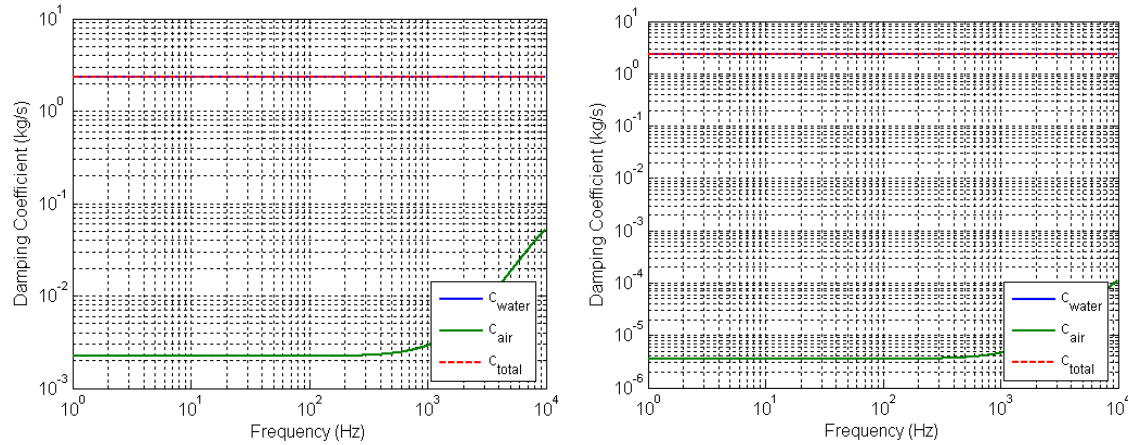 Damping Coefficient (kg/s)
10^1
10^0
10^-1
10^-2
10^-3
C_water
C_air
C_total
10^0
10^1
10^2
10^3
10^4
Frequency (Hz)
Damping Coefficient (kg/s)
10^1
10^0
10^-1
10^-2
10^-3
10^-4
10^-5
10^-6
C_water
C_air
C_total
10^0
10^1
10^2
10^3
10^4
Frequency (Hz)